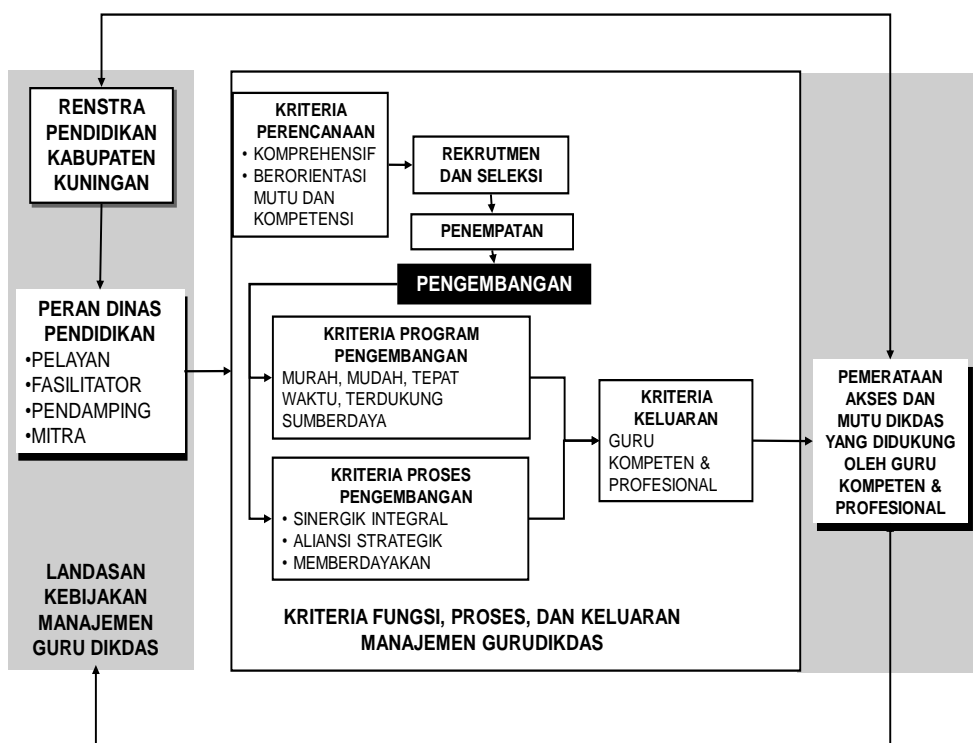 RENSTRA
PENDIDIKAN
KABUPATEN
KUNINGAN
PERAN DINAS
PENDIDIKAN
•PELAYAN
•FASILITATOR
•PENDAMPING
•MITRA
LANDASAN
KEBIJAKAN
MANAJEMEN
GURU DIKDAS
KRITERIA
PERENCANAAN
• KOMPREHENSIF
• BERORIENTASI
MUTU DAN
KOMPETENSI
REKRUTMEN
DAN SELEKSI
PENEMPATAN
PENGEMBANGAN
KRITERIA PROGRAM
PENGEMBANGAN
MURAH, MUDAH, TEPAT
WAKTU, TERDUKUNG
SUMBERDAYA
KRITERIA PROSES
PENGEMBANGAN
• SINERGIK INTEGRAL
• ALIANSI STRATEGIK
• MEMBERDAYAKAN
KRITERIA
KELUARAN
GURU
KOMPETEN &
PROFESIONAL
KRITERIA FUNGSI, PROSES, DAN KELUARAN
MANAJEMEN GURUDIKDAS
PEMERATAAN
AKSES DAN
MUTU DIKDAS
YANG DIDUKUNG
OLEH GURU
KOMPETEN &
PROFESIONAL